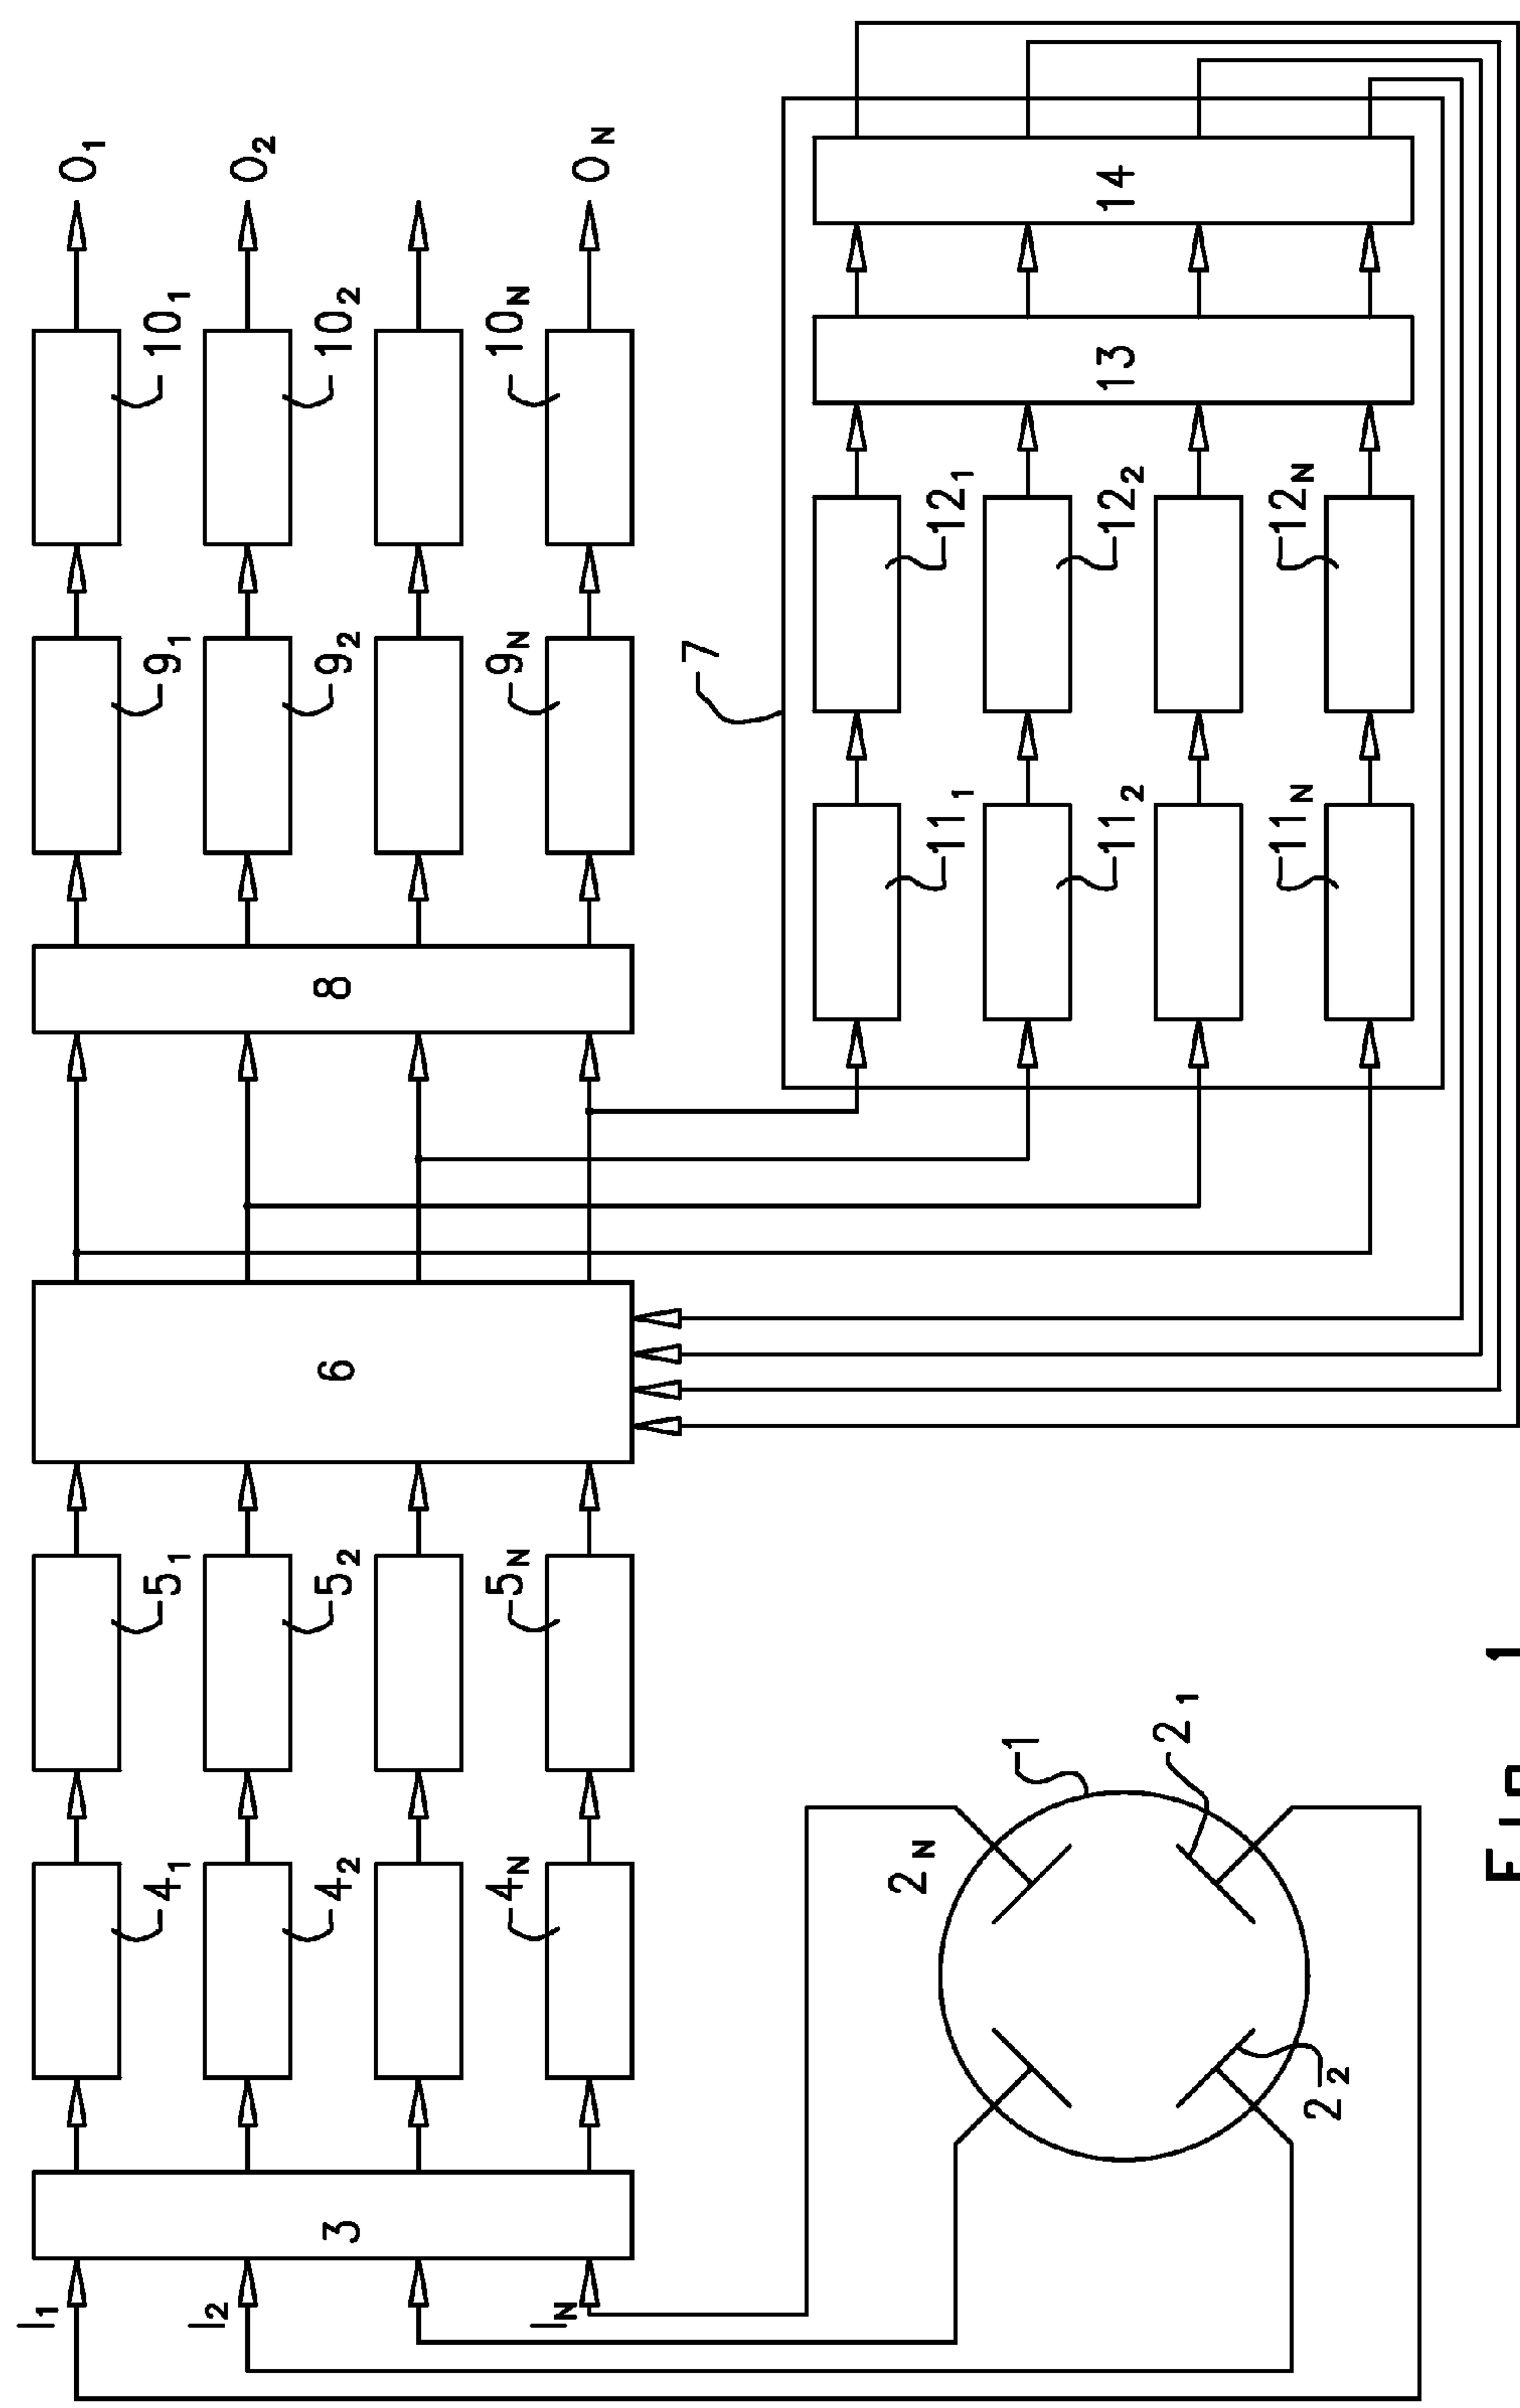 I₁
I₂
I_N
3
4₁
4₂
4_N
5₁
5₂
5_N
6
8
9₁
9₂
9_N
10₁
10₂
10_N
O₁
O₂
O_N
7
11₁
11₂
11_N
12₁
12₂
12_N
13
14
1
2₁
2₂
2_N